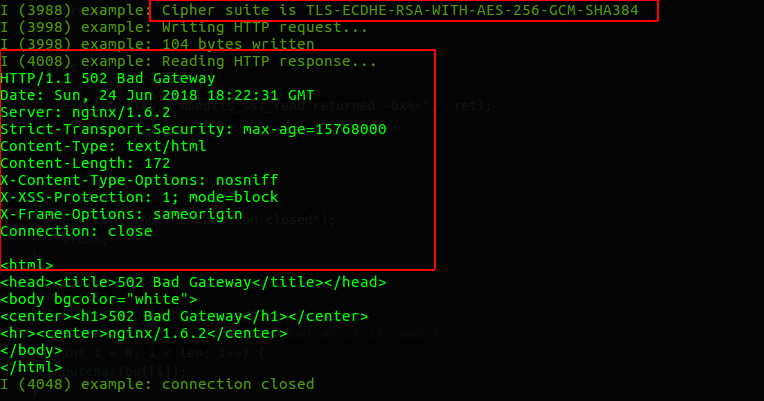 I (3988) example: Cipher suite is TLS-ECDHE-RSA-WITH-AES-256-GCM-SHA384
I (3998) example: Writing HTTP request...
I (3998) example: 104 bytes written
I (4008) example: Reading HTTP response...
HTTP/1.1 502 Bad Gateway
Date: Sun, 24 Jun 2018 18:22:31 GMT
Server: nginx/1.6.2
Strict-Transport-Security: max-age=15768000
Content-Type: text/html
Content-Length: 172
X-Content-Type-Options: nosniff
X-XSS-Protection: 1; mode=block
X-Frame-Options: sameorigin
Connection: close
<html>
<head><title>502 Bad Gateway</title></head>
<body bgcolor="white">
<center><h1>502 Bad Gateway</h1></center>
<hr><center>nginx/1.6.2</center>
</body>
</html>
I (4048) example: connection closed